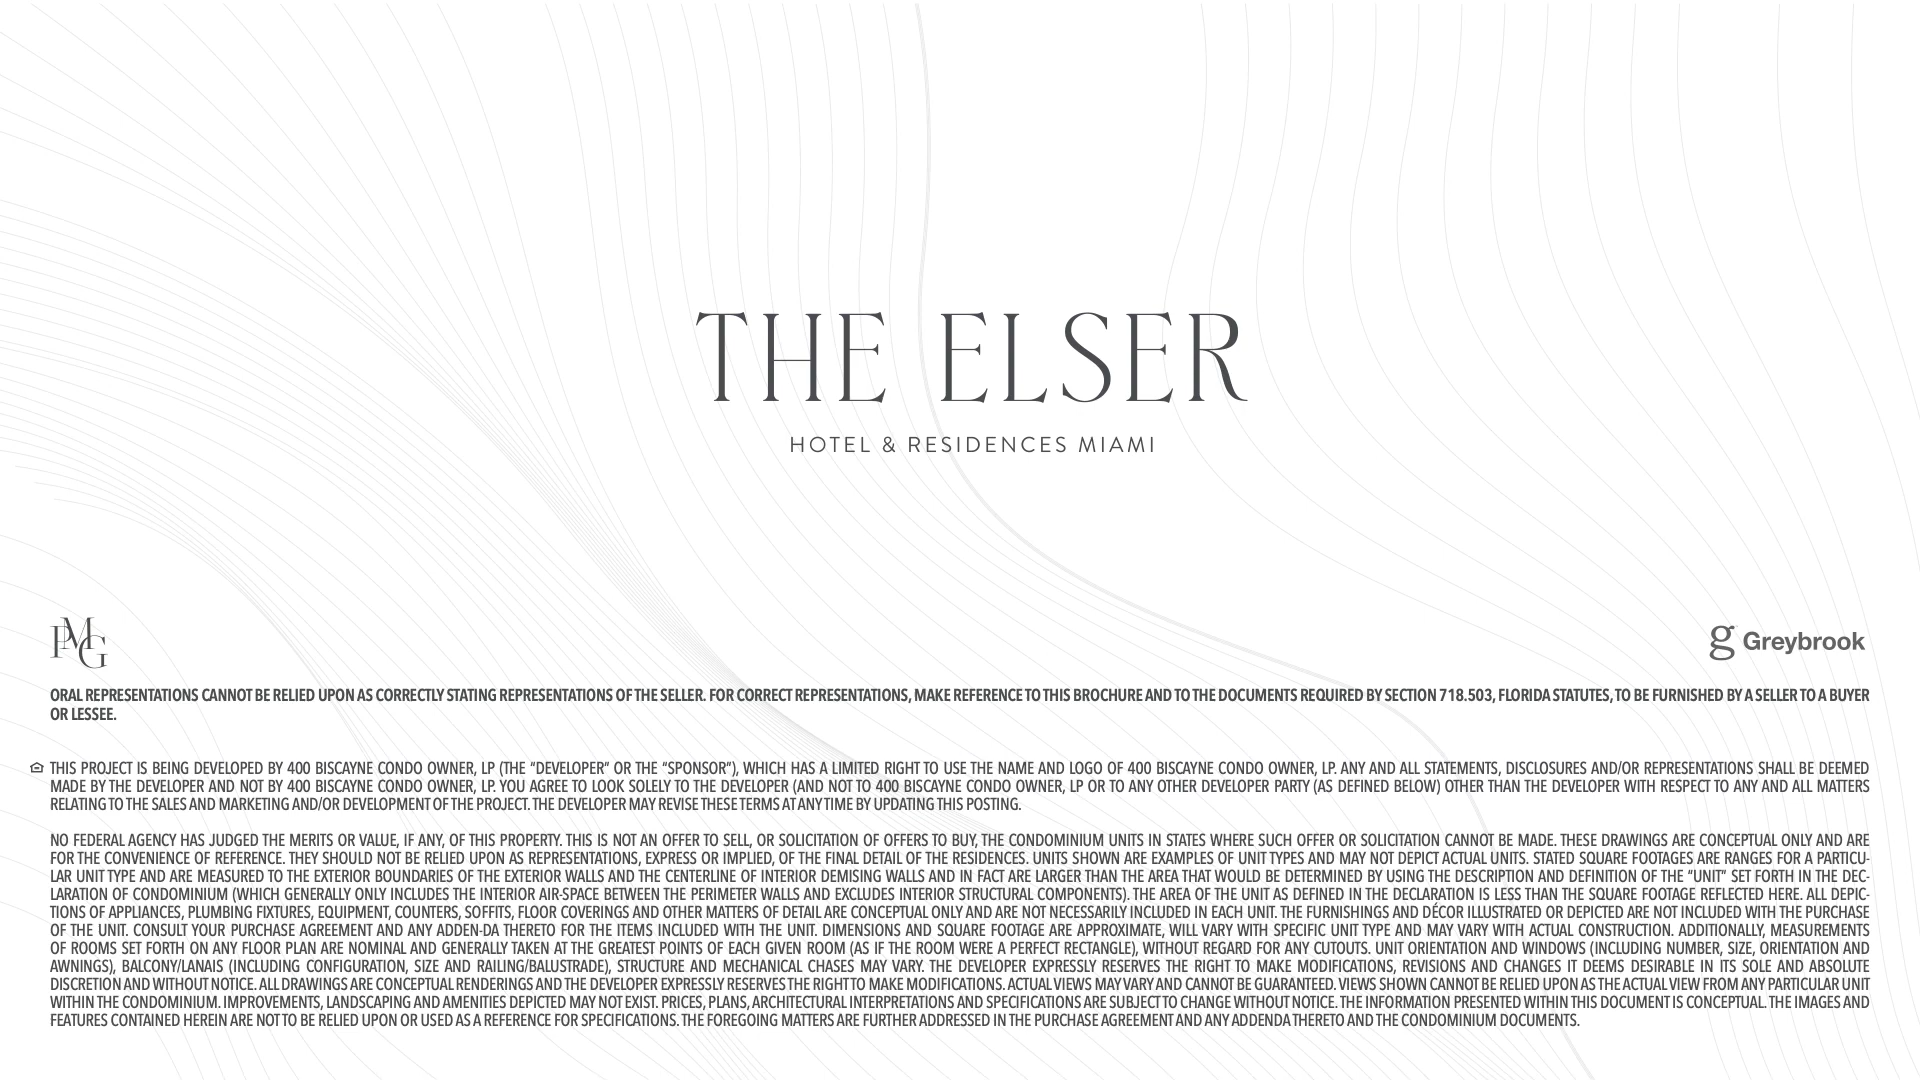 THE ELSER
HOTEL & RESIDENCES MIAMI
PMG
g Greybrook
ORAL REPRESENTATIONS CANNOT BE RELIED UPON AS CORRECTLY STATING REPRESENTATIONS OF THE SELLER. FOR CORRECT REPRESENTATIONS, MAKE REFERENCE TO THIS BROCHURE AND TO THE DOCUMENTS REQUIRED BY SECTION 718.503, FLORIDA STATUTES, TO BE FURNISHED BY A SELLER TO A BUYER
OR LESSEE.
THIS PROJECT IS BEING DEVELOPED BY 400 BISCAYNE CONDO OWNER, LP (THE “DEVELOPER” OR THE “SPONSOR”), WHICH HAS A LIMITED RIGHT TO USE THE NAME AND LOGO OF 400 BISCAYNE CONDO OWNER, LP. ANY AND ALL STATEMENTS, DISCLOSURES AND/OR REPRESENTATIONS SHALL BE DEEMED
MADE BY THE DEVELOPER AND NOT BY 400 BISCAYNE CONDO OWNER, LP. YOU AGREE TO LOOK SOLELY TO THE DEVELOPER (AND NOT TO 400 BISCAYNE CONDO OWNER, LP OR TO ANY OTHER DEVELOPER PARTY (AS DEFINED BELOW) OTHER THAN THE DEVELOPER WITH RESPECT TO ANY AND ALL MATTERS
RELATING TO THE SALES AND MARKETING AND/OR DEVELOPMENT OF THE PROJECT. THE DEVELOPER MAY REVISE THESE TERMS AT ANY TIME BY UPDATING THIS POSTING.
NO FEDERAL AGENCY HAS JUDGED THE MERITS OR VALUE, IF ANY, OF THIS PROPERTY. THIS IS NOT AN OFFER TO SELL, OR SOLICITATION OF OFFERS TO BUY, THE CONDOMINIUM UNITS IN STATES WHERE SUCH OFFER OR SOLICITATION CANNOT BE MADE. THESE DRAWINGS ARE CONCEPTUAL ONLY AND ARE
FOR THE CONVENIENCE OF REFERENCE. THEY SHOULD NOT BE RELIED UPON AS REPRESENTATIONS, EXPRESS OR IMPLIED, OF THE FINAL DETAIL OF THE RESIDENCES. UNITS SHOWN ARE EXAMPLES OF UNIT TYPES AND MAY NOT DEPICT ACTUAL UNITS. STATED SQUARE FOOTAGES ARE RANGES FOR A PARTICU-
LAR UNIT TYPE AND ARE MEASURED TO THE EXTERIOR BOUNDARIES OF THE EXTERIOR WALLS AND THE CENTERLINE OF INTERIOR DEMISING WALLS AND IN FACT ARE LARGER THAN THE AREA THAT WOULD BE DETERMINED BY USING THE DESCRIPTION AND DEFINITION OF THE “UNIT” SET FORTH IN THE DEC-
LARATION OF CONDOMINIUM (WHICH GENERALLY ONLY INCLUDES THE INTERIOR AIR-SPACE BETWEEN THE PERIMETER WALLS AND EXCLUDES INTERIOR STRUCTURAL COMPONENTS). THE AREA OF THE UNIT AS DEFINED IN THE DECLARATION IS LESS THAN THE SQUARE FOOTAGE REFLECTED HERE. ALL DEPIC-
TIONS OF APPLIANCES, PLUMBING FIXTURES, EQUIPMENT, COUNTERS, SOFFITS, FLOOR COVERINGS AND OTHER MATTERS OF DETAIL ARE CONCEPTUAL ONLY AND ARE NOT NECESSARILY INCLUDED IN EACH UNIT. THE FURNISHINGS AND DÉCOR ILLUSTRATED OR DEPICTED ARE NOT INCLUDED WITH THE PURCHASE
OF THE UNIT. CONSULT YOUR PURCHASE AGREEMENT AND ANY ADDEN-DA THERETO FOR THE ITEMS INCLUDED WITH THE UNIT. DIMENSIONS AND SQUARE FOOTAGE ARE APPROXIMATE, WILL VARY WITH SPECIFIC UNIT TYPE AND MAY VARY WITH ACTUAL CONSTRUCTION. ADDITIONALLY, MEASUREMENTS
OF ROOMS SET FORTH ON ANY FLOOR PLAN ARE NOMINAL AND GENERALLY TAKEN AT THE GREATEST POINTS OF EACH GIVEN ROOM (AS IF THE ROOM WERE A PERFECT RECTANGLE), WITHOUT REGARD FOR ANY CUTOUTS. UNIT ORIENTATION AND WINDOWS (INCLUDING NUMBER, SIZE, ORIENTATION AND
AWNINGS), BALCONY/LANAIS (INCLUDING CONFIGURATION, SIZE AND RAILING/BALUSTRADE), STRUCTURE AND MECHANICAL CHASES MAY VARY. THE DEVELOPER EXPRESSLY RESERVES THE RIGHT TO MAKE MODIFICATIONS, REVISIONS AND CHANGES IT DEEMS DESIRABLE IN ITS SOLE AND ABSOLUTE
DISCRETION AND WITHOUT NOTICE. ALL DRAWINGS ARE CONCEPTUAL RENDERINGS AND THE DEVELOPER EXPRESSLY RESERVES THE RIGHT TO MAKE MODIFICATIONS. ACTUAL VIEWS MAY VARY AND CANNOT BE GUARANTEED. VIEWS SHOWN CANNOT BE RELIED UPON AS THE ACTUAL VIEW FROM ANY PARTICULAR UNIT
WITHIN THE CONDOMINIUM. IMPROVEMENTS, LANDSCAPING AND AMENITIES DEPICTED MAY NOT EXIST. PRICES, PLANS, ARCHITECTURAL INTERPRETATIONS AND SPECIFICATIONS ARE SUBJECT TO CHANGE WITHOUT NOTICE. THE INFORMATION PRESENTED WITHIN THIS DOCUMENT IS CONCEPTUAL. THE IMAGES AND
FEATURES CONTAINED HEREIN ARE NOT TO BE RELIED UPON OR USED AS A REFERENCE FOR SPECIFICATIONS. THE FOREGOING MATTERS ARE FURTHER ADDRESSED IN THE PURCHASE AGREEMENT AND ANY ADDENDA THERETO AND THE CONDOMINIUM DOCUMENTS.